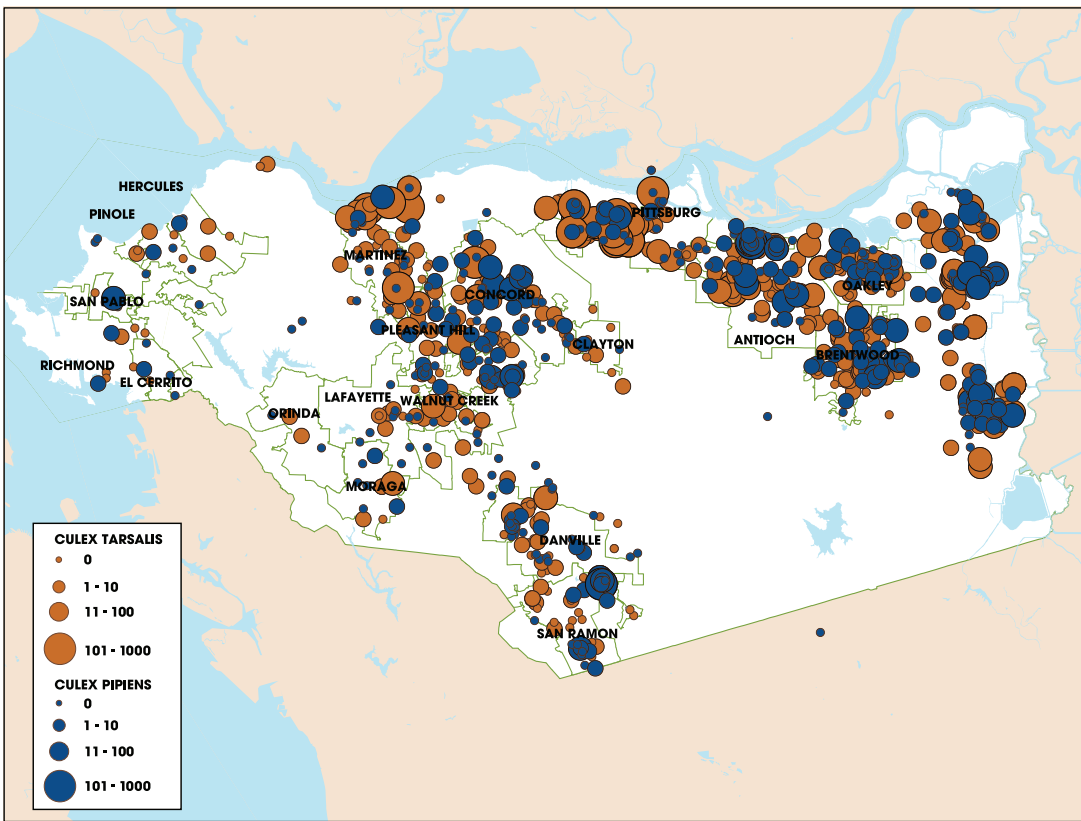 HERCULES
PINOLE
PITTSBURG
MARTINEZ
SAN PABLO
CONCORD
OAKLEY
PLEASANT HILL
CLAYTON
ANTIOCH
BRENTWOOD
RICHMOND
EL CERRITO
LAFAYETTE
WALNUT CREEK
ORINDA
MORAGA
DANVILLE
SAN RAMON
CULEX TARSALIS
0
1 - 10
11 - 100
101 - 1000
CULEX PIPIENS
0
1 - 10
11 - 100
101 - 1000